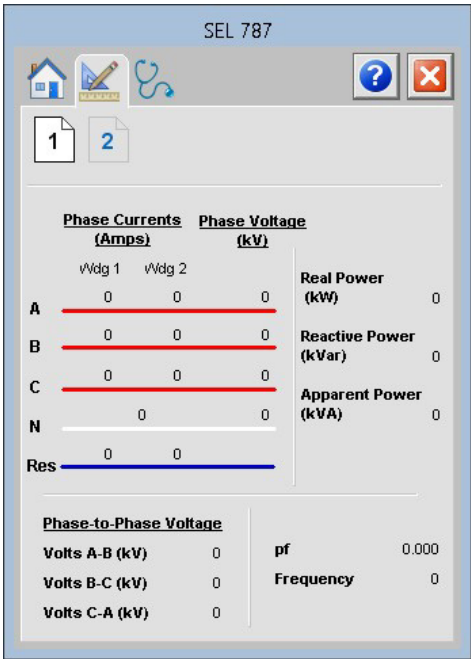 SEL 787
?
1 2
Phase Currents Phase Voltage
(Amps) (kV)
Wdg 1 Wdg 2
Real Power
(kW) 0
A 0 0 0
B 0 0 0
Reactive Power
(kVar) 0
C 0 0 0
Apparent Power
(kVA) 0
N 0 0
Res 0 0
Phase-to-Phase Voltage
Volts A-B (kV) 0 pf 0.000
Volts B-C (kV) 0 Frequency 0
Volts C-A (kV) 0